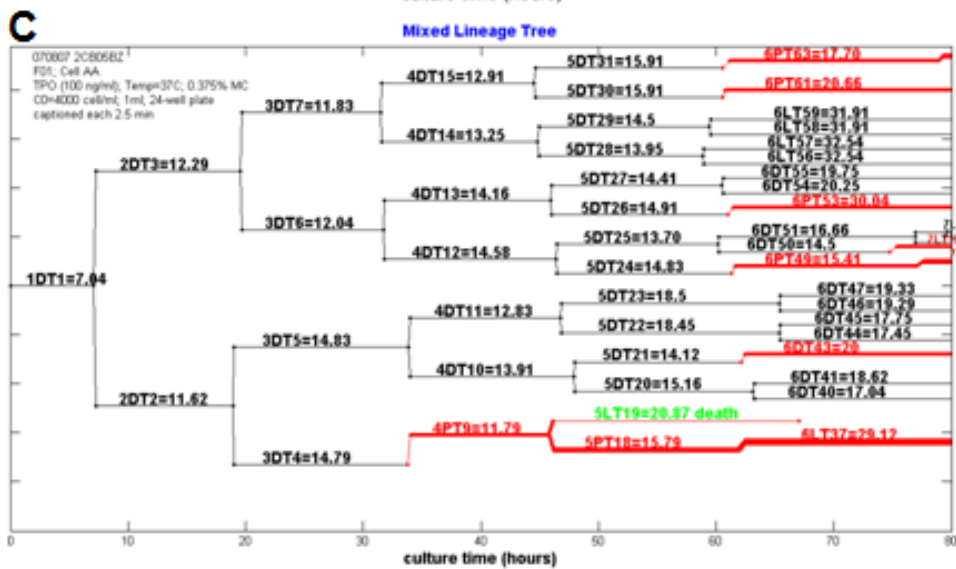 culture time (hours)
C
Mixed Lineage Tree
070807 2CB05BZ
F01; Cell AA
TPO (100 ng/ml); Temp=37C; 0.375% MC
CD=4000 cell/ml; 1ml, 24-well plate
captioned each 2.5 min
1DT1=7.04
2DT3=12.29
2DT2=11.62
3DT7=11.83
3DT6=12.04
3DT5=14.83
3DT4=14.79
4DT15=12.91
4DT14=13.25
4DT13=14.16
4DT12=14.58
4DT11=12.83
4DT10=13.91
4PT9=11.79
5DT31=15.91
5DT30=15.91
5DT29=14.5
5DT28=13.95
5DT27=14.41
5DT26=14.91
5DT25=13.70
5DT24=14.83
5DT23=18.5
5DT22=18.45
5DT21=14.12
5DT20=15.16
5LT19=20.87 death
5PT18=15.79
6PT63=17.70
6PT61=20.66
6LT59=31.91
6LT58=31.91
6LT57=32.54
6LT56=32.54
6DT55=19.75
6DT54=20.25
6PT53=30.04
6DT51=16.66
6DT50=14.5
6PT49=15.41
6DT47=19.33
6DT46=19.29
6DT45=17.75
6DT44=17.45
6DT43=20
6DT41=18.62
6DT40=17.04
6LT37=29.12
0 10 20 30 40 50 60 70 80
culture time (hours)